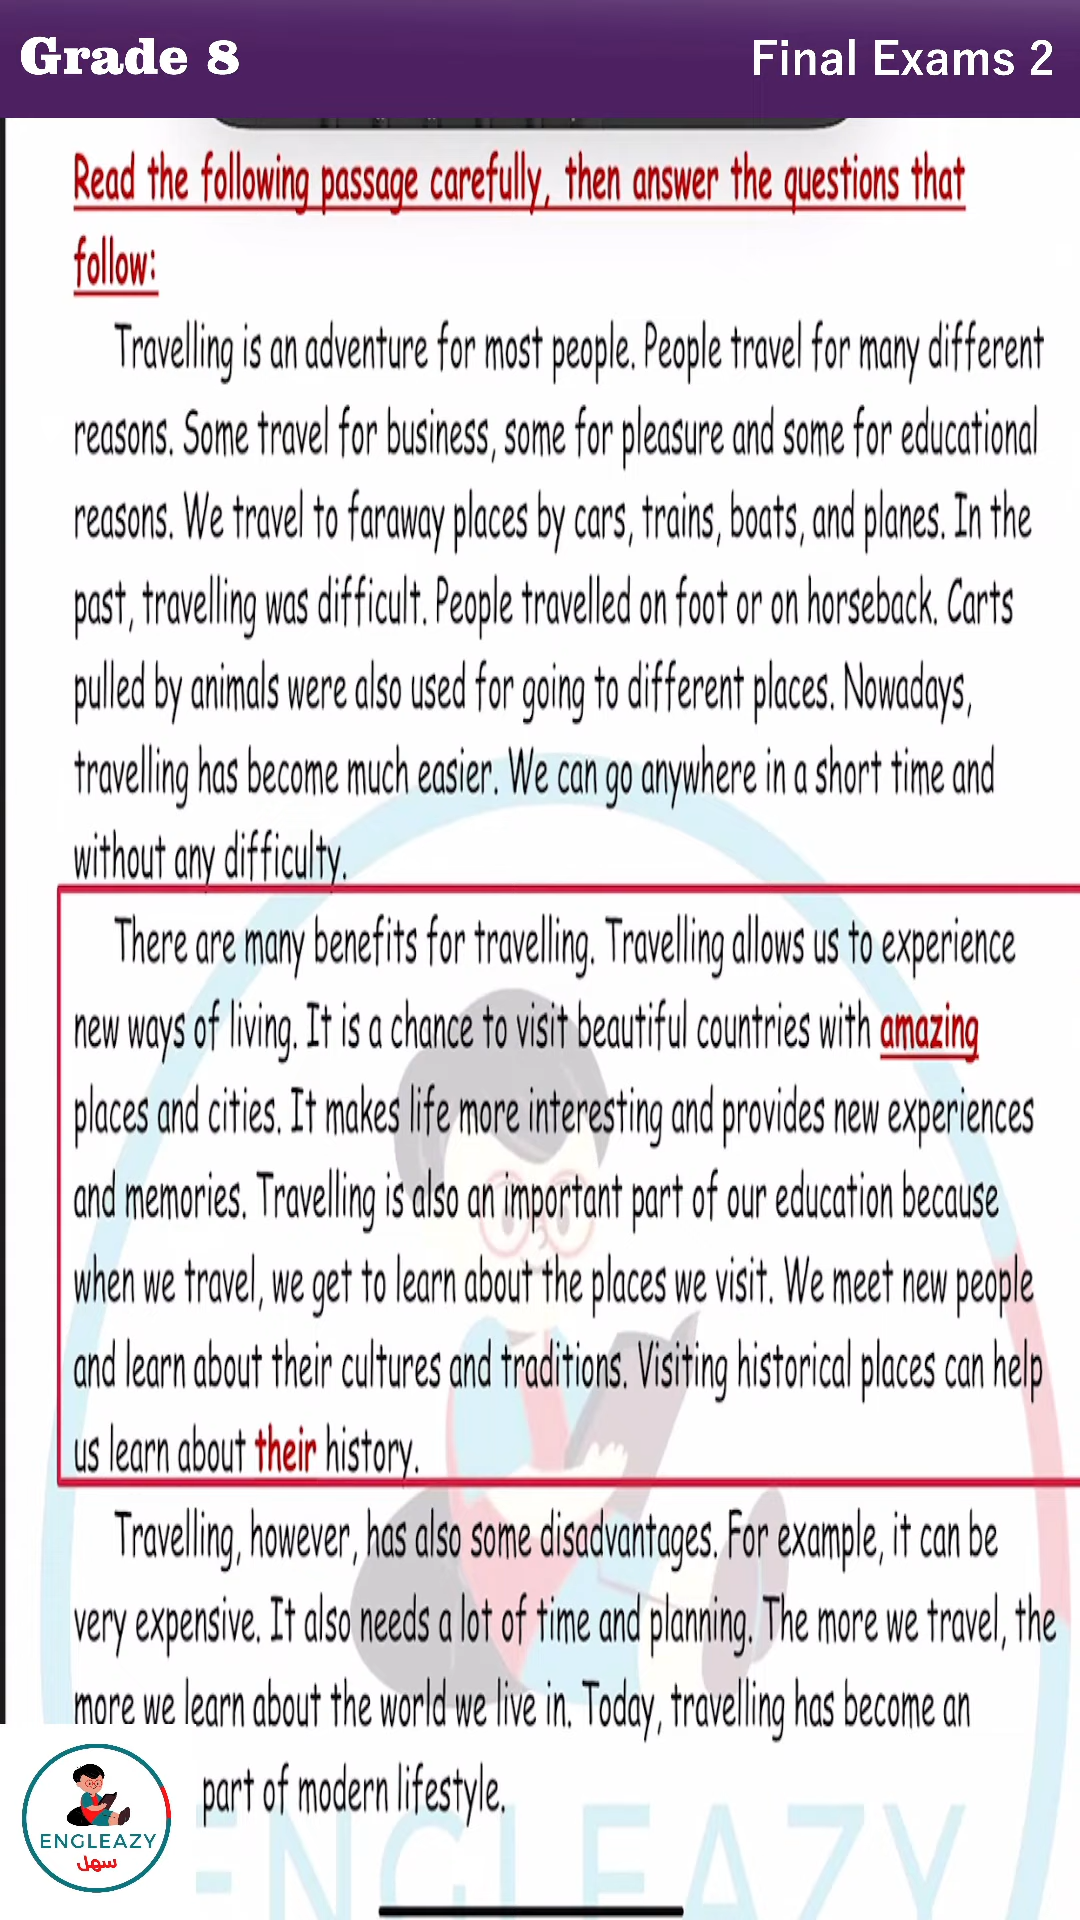 Grade 8
Final Exams 2
Read the following passage carefully, then answer the questions that
follow:
Travelling is an adventure for most people. People travel for many different
reasons. Some travel for business, some for pleasure and some for educational
reasons. We travel to faraway places by cars, trains, boats, and planes. In the
past, travelling was difficult. People travelled on foot or on horseback. Carts
pulled by animals were also used for going to different places. Nowadays,
travelling has become much easier. We can go anywhere in a short time and
without any difficulty.
There are many benefits for travelling. Travelling allows us to experience
new ways of living. It is a chance to visit beautiful countries with amazing
places and cities. It makes life more interesting and provides new experiences
and memories. Travelling is also an important part of our education because
when we travel, we get to learn about the places we visit. We meet new people
and learn about their cultures and traditions. Visiting historical places can help
us learn about their history.
Travelling, however, has also some disadvantages. For example, it can be
very expensive. It also needs a lot of time and planning. The more we travel, the
more we learn about the world we live in. Today, travelling has become an
part of modern lifestyle.
ENGLEAZY
سهل
ENGLEAZY